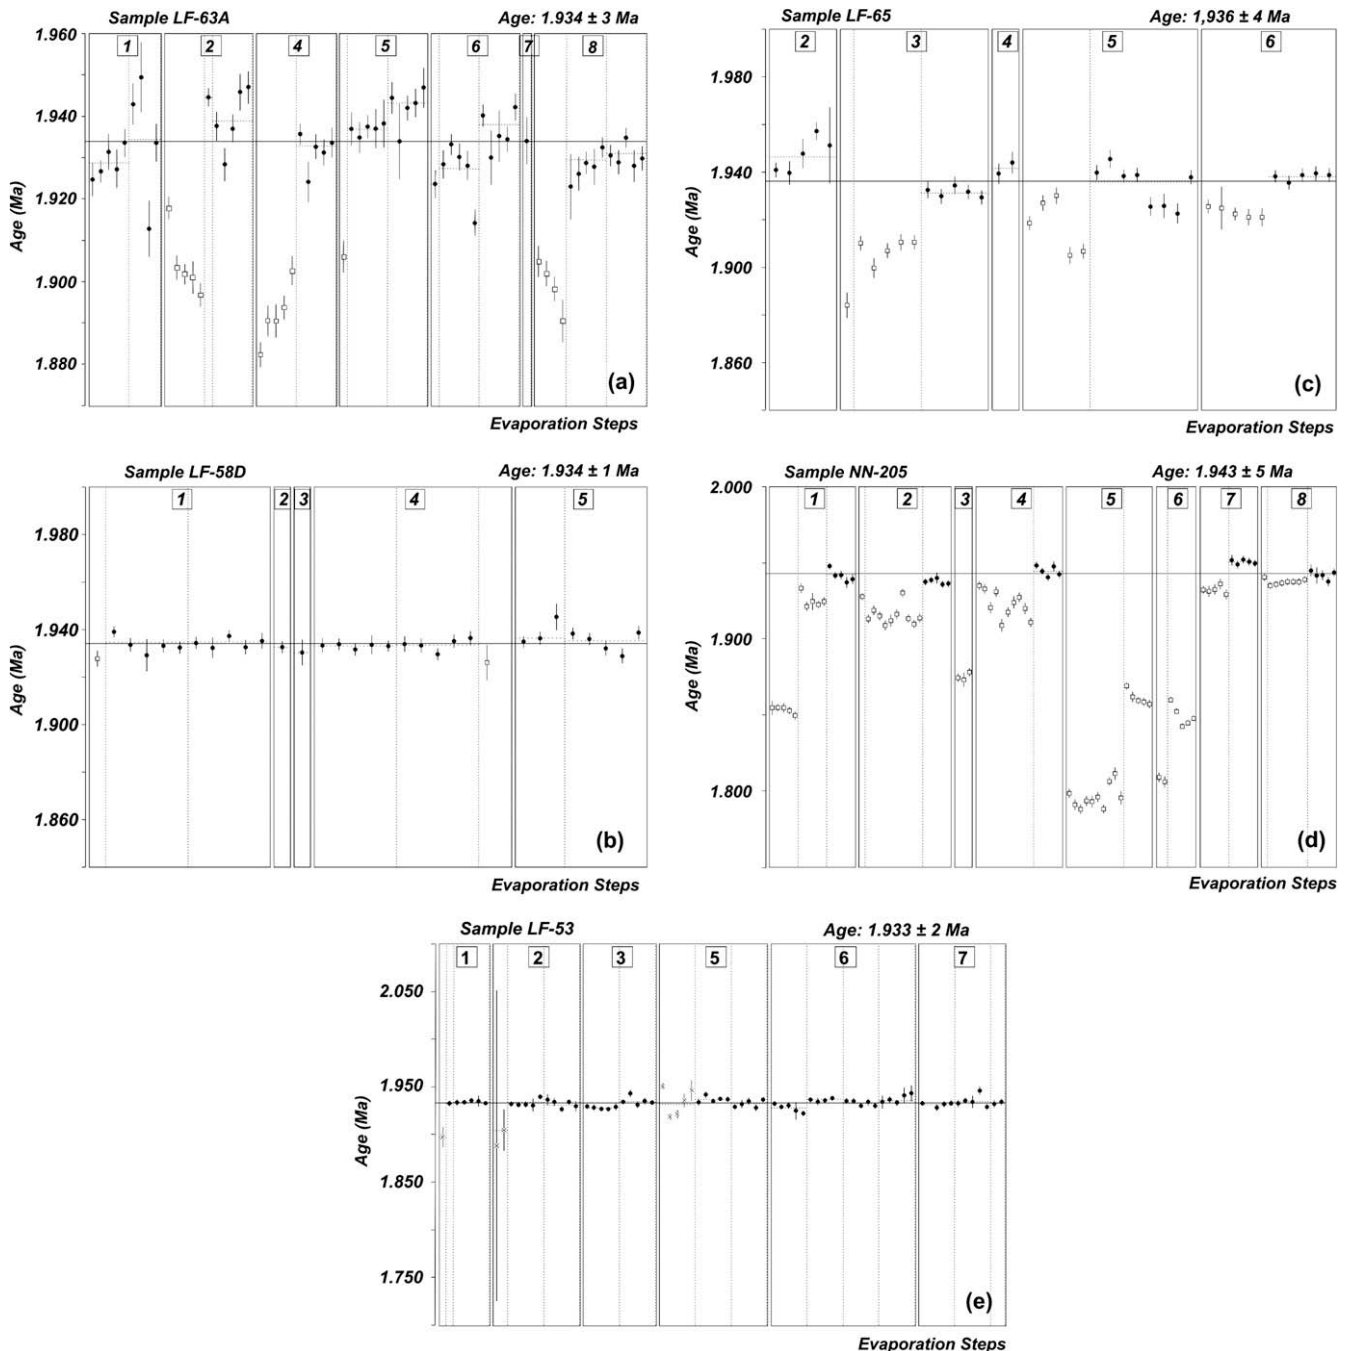 Sample LF-63A Age: 1.934 ± 3 Ma
1 2 4 5 6 7 8
1.960
1.940
1.920
1.900
1.880
Age (Ma)
(a)
Evaporation Steps
Sample LF-65 Age: 1,936 ± 4 Ma
2 3 4 5 6
1.980
1.940
1.900
1.860
Age (Ma)
(c)
Evaporation Steps
Sample LF-58D Age: 1.934 ± 1 Ma
1 2 3 4 5
1.980
1.940
1.900
1.860
Age (Ma)
(b)
Evaporation Steps
Sample NN-205 Age: 1.943 ± 5 Ma
1 2 3 4 5 6 7 8
2.000
1.900
1.800
Age (Ma)
(d)
Evaporation Steps
Sample LF-53 Age: 1.933 ± 2 Ma
1 2 3 5 6 7
2.050
1.950
1.850
1.750
Age (Ma)
(e)
Evaporation Steps